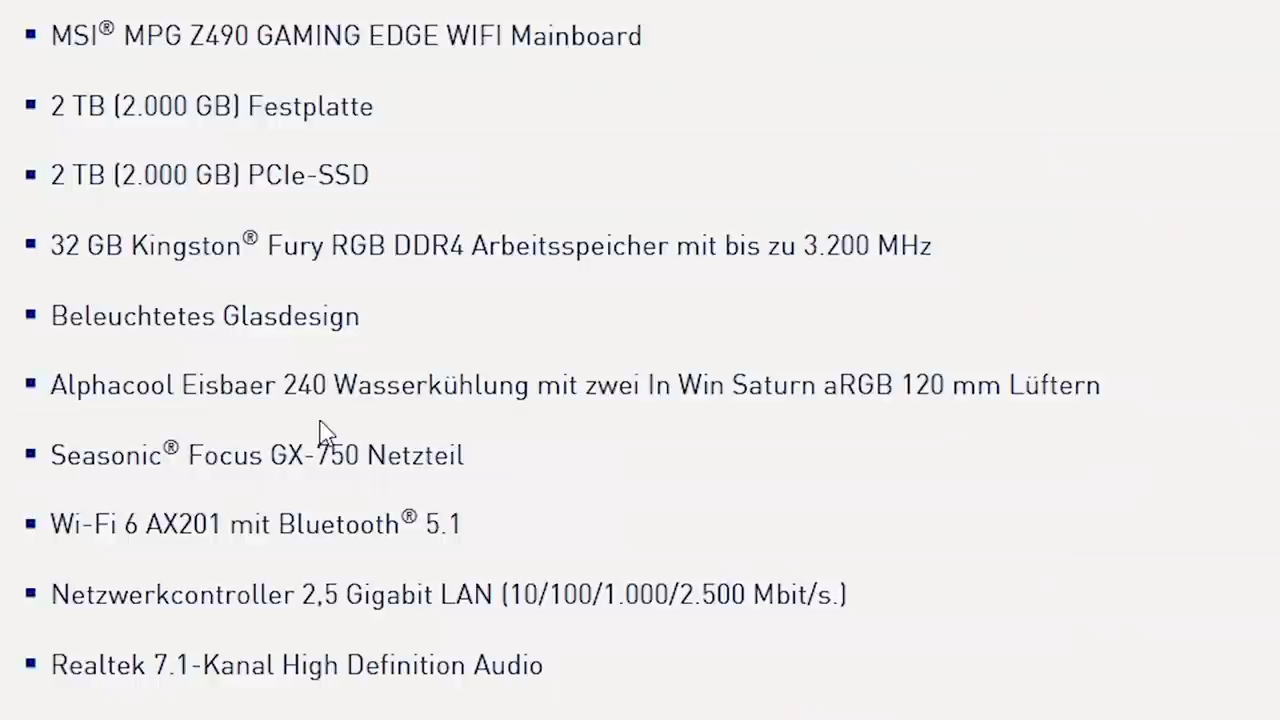 ▪ MSI® MPG Z490 GAMING EDGE WIFI Mainboard
▪ 2 TB (2.000 GB) Festplatte
▪ 2 TB (2.000 GB) PCIe-SSD
▪ 32 GB Kingston® Fury RGB DDR4 Arbeitsspeicher mit bis zu 3.200 MHz
▪ Beleuchtetes Glasdesign
▪ Alphacool Eisbaer 240 Wasserkühlung mit zwei In Win Saturn aRGB 120 mm Lüftern
▪ Seasonic® Focus GX-750 Netzteil
▪ Wi-Fi 6 AX201 mit Bluetooth® 5.1
▪ Netzwerkcontroller 2,5 Gigabit LAN (10/100/1.000/2.500 Mbit/s.)
▪ Realtek 7.1-Kanal High Definition Audio